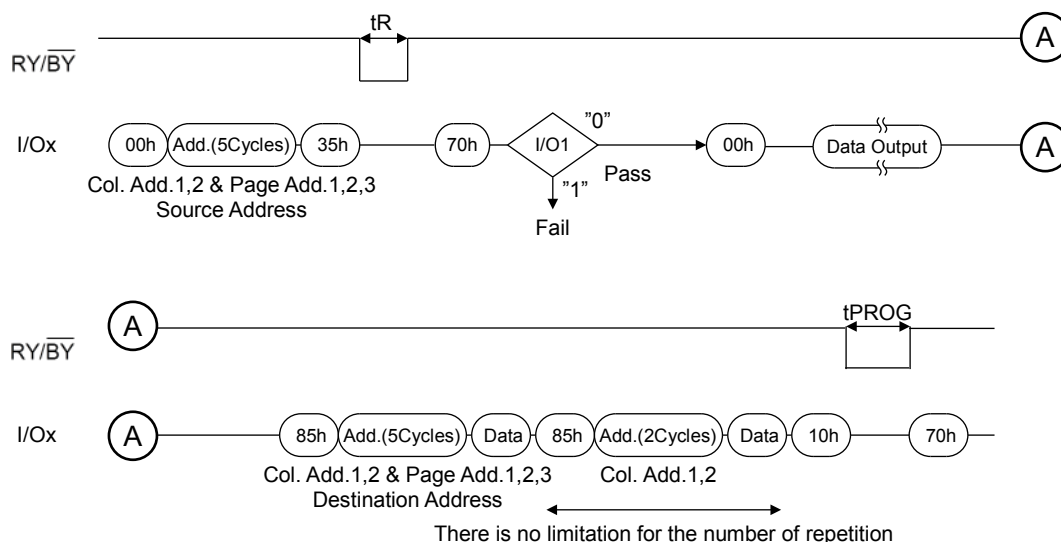 tR
RY/BY
A
I/Ox
00h Add.(5Cycles) 35h 70h I/O1 "0" Pass 00h Data Output A
"1"
Fail
Col. Add.1,2 & Page Add.1,2,3
Source Address
A
tPROG
RY/BY
I/Ox
A 85h Add.(5Cycles) Data 85h Add.(2Cycles) Data 10h 70h
Col. Add.1,2 & Page Add.1,2,3 Col. Add.1,2
Destination Address
There is no limitation for the number of repetition